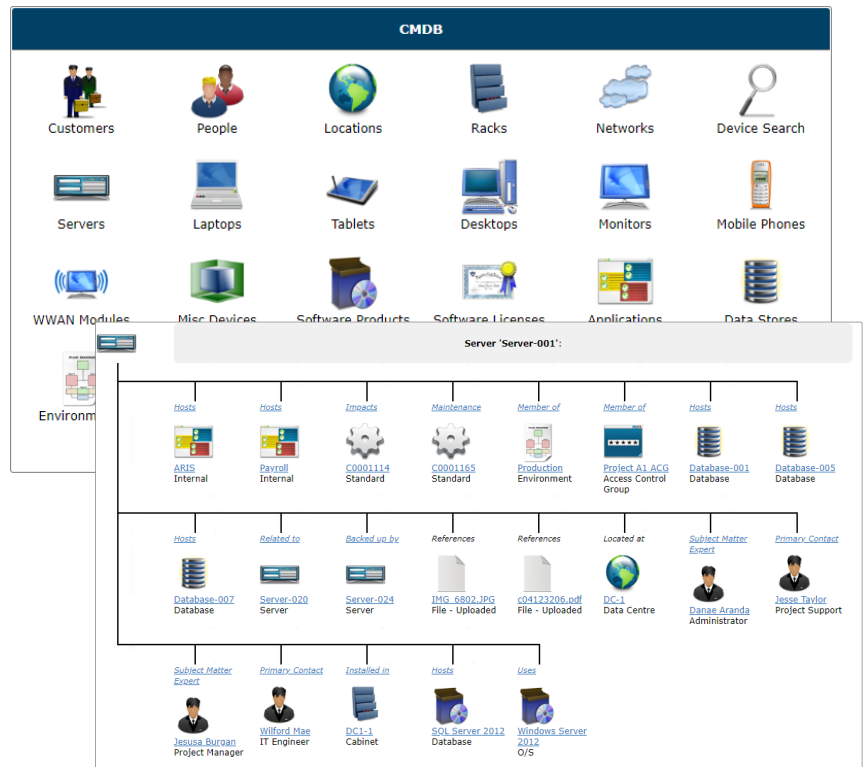 CMDB
Customers People Locations Racks Networks Device Search
Servers Laptops Tablets Desktops Monitors Mobile Phones
WWAN Modules Misc Devices Software Products Software Licenses Applications Data Stores
Environm
Server 'Server-001':
Hosts Hosts Impacts Maintenance Member of Member of Hosts Hosts
ARIS Payroll C0001114 C0001165 Production Project A1 ACG Database-001 Database-005
Internal Internal Standard Standard Environment Access Control Database Database
Group
Hosts Related to Backed up by References References Located at Subject Matter Primary Contact
Expert
Database-007 Server-020 Server-024 IMG_6802.JPG c04123206.pdf DC-1 Danae Aranda Jesse Taylor
Database Server Server File - Uploaded File - Uploaded Data Centre Administrator Project Support
Subject Matter Primary Contact Installed in Hosts Uses
Expert
Jesusa Burgan Wilford Mae DC1-1 SQL Server 2012 Windows Server
2012
Project Manager IT Engineer Cabinet Database O/S